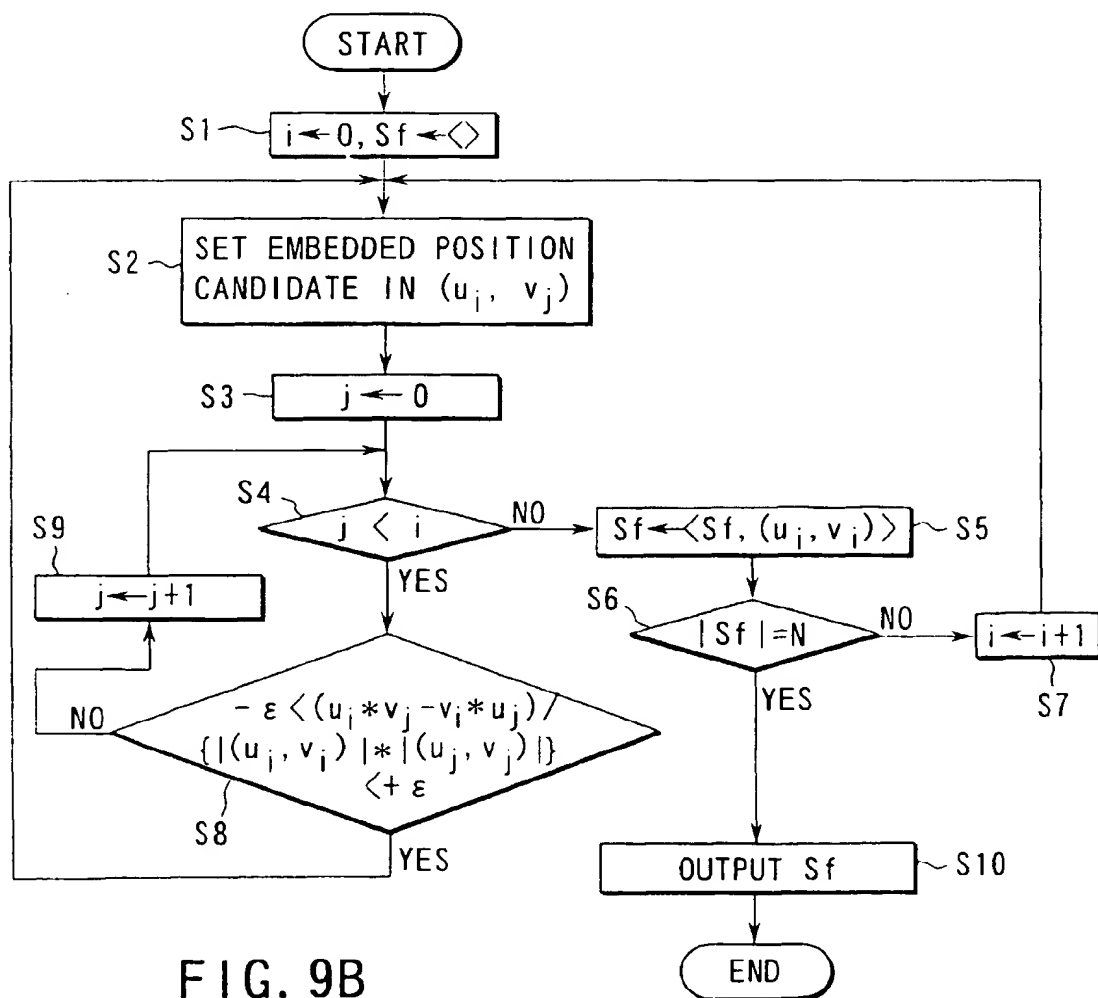 START
S1
i←0, Sf←<>
S2
SET EMBEDDED POSITION
CANDIDATE IN (u_i, v_j)
S3
j←0
S4
j < i
NO
YES
Sf←<Sf, (u_i, v_i)>
S5
S9
j←j+1
S6
|Sf|=N
NO
YES
i←i+1
S7
NO
-ε<(u_i*v_j-v_i*u_j)/
{|(u_i, v_i)|*|(u_j, v_j)|}
<+ε
S8
YES
OUTPUT Sf
S10
END
FIG. 9B